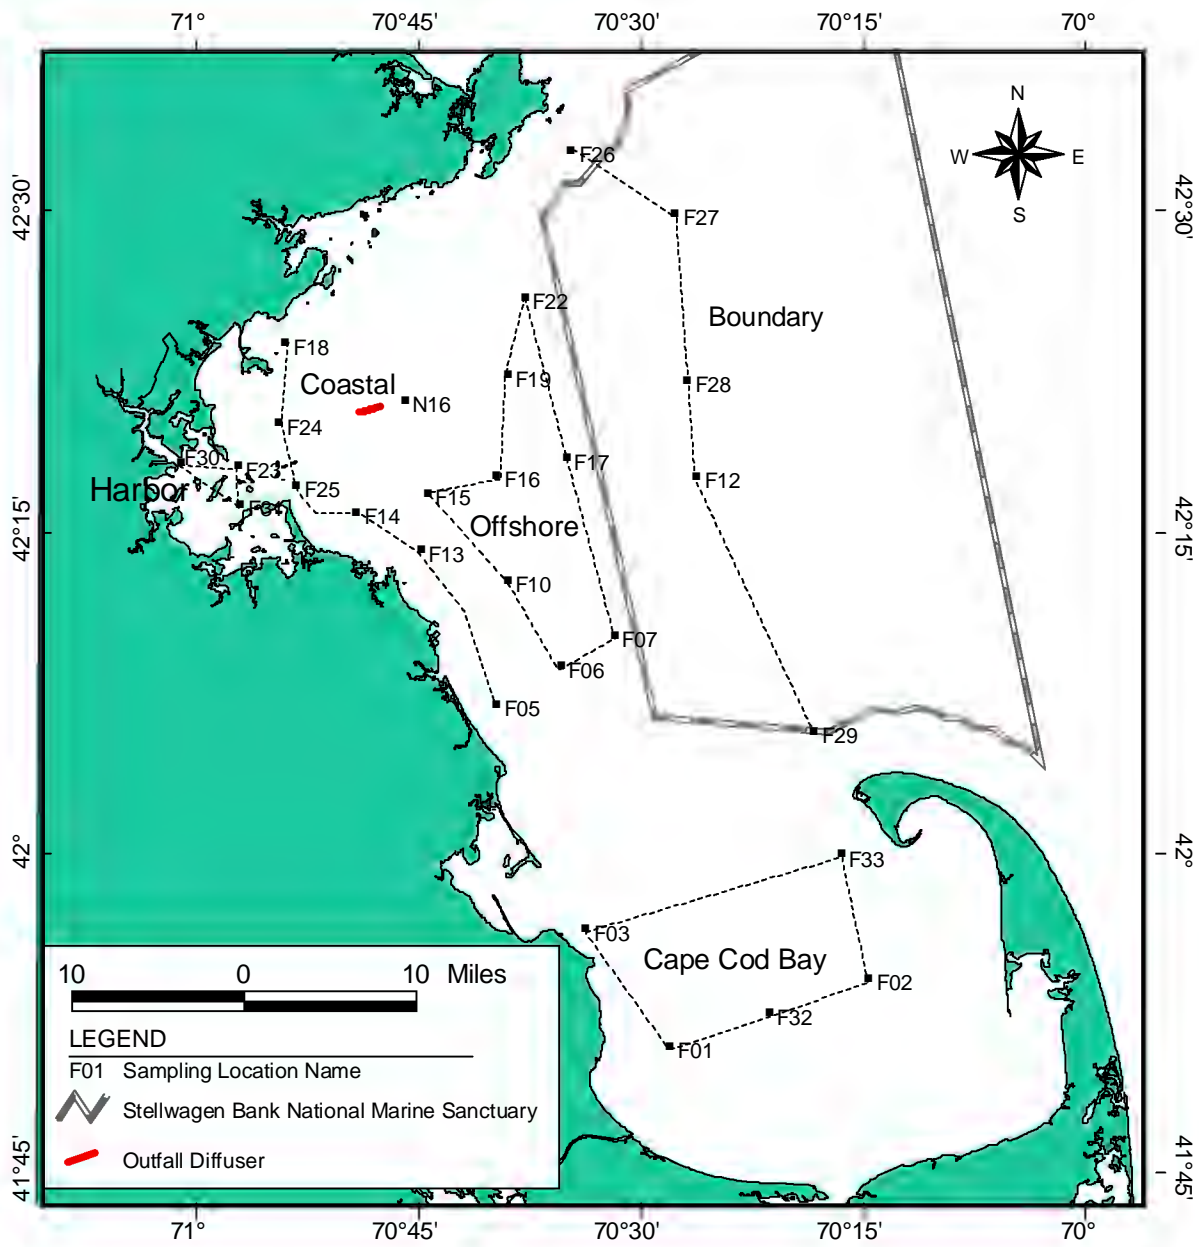 71° 70°45' 70°30' 70°15' 70°
N
W E
S
F26
42°30' 42°30'
F27
F22
Boundary
F18
F19
Coastal
F28
N16
F24
F30 F23
F17
F16
F12
Harbor
F25
F15
F31
F14
Offshore
42°15' 42°15'
F13
F10
F07
F06
F05
F29
42° 42°
F33
F03
Cape Cod Bay
F02
F32
F01
10 0 10 Miles
LEGEND
F01 Sampling Location Name
Stellwagen Bank National Marine Sanctuary
Outfall Diffuser
41°45' 41°45'
71° 70°45' 70°30' 70°15' 70°